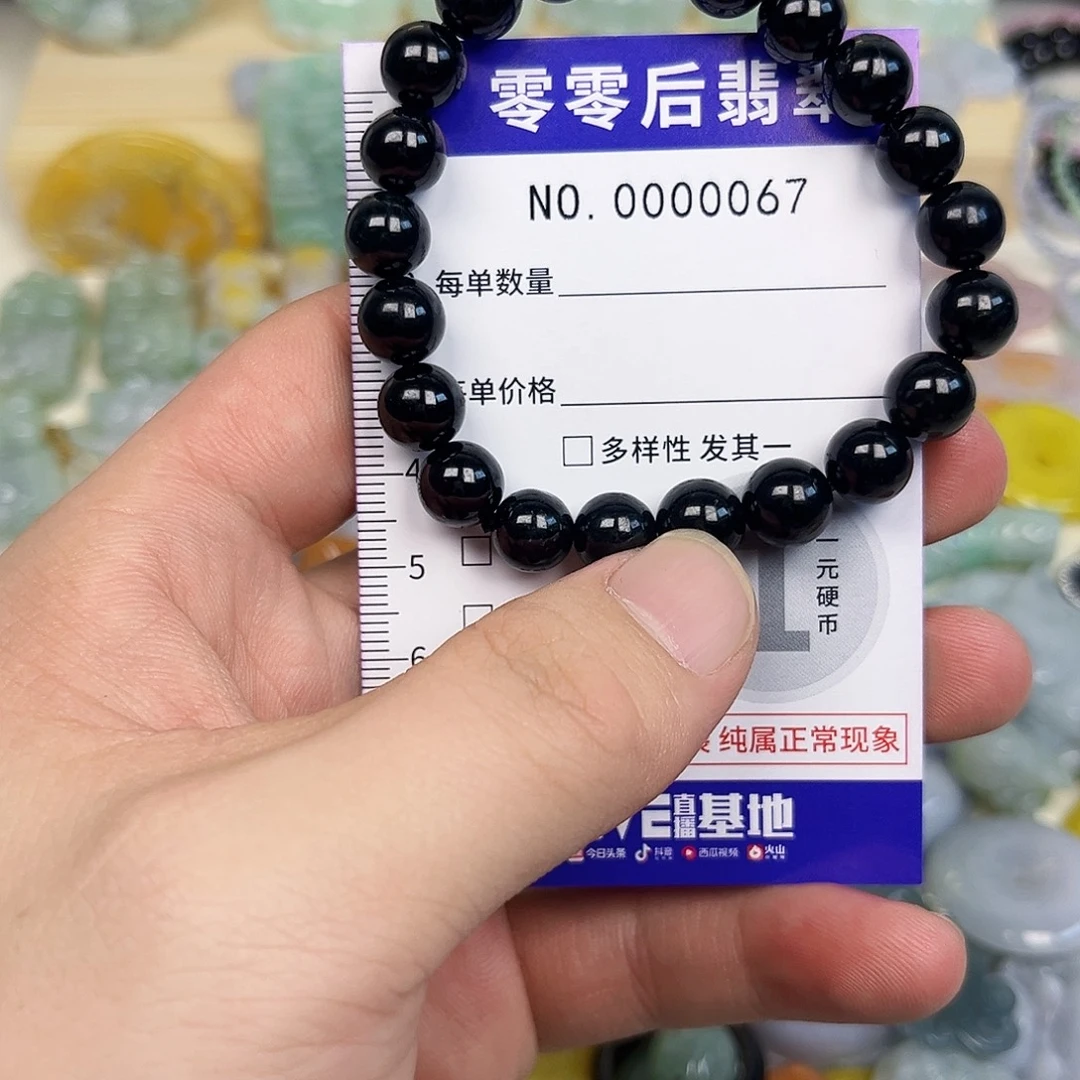 零零后翡翠
NO. 0000067
每单数量
每单价格
多样性 发其一
4
5
6
一元硬币
1
纯属正常现象
直播基地
今日头条 抖音 西瓜视频 火山